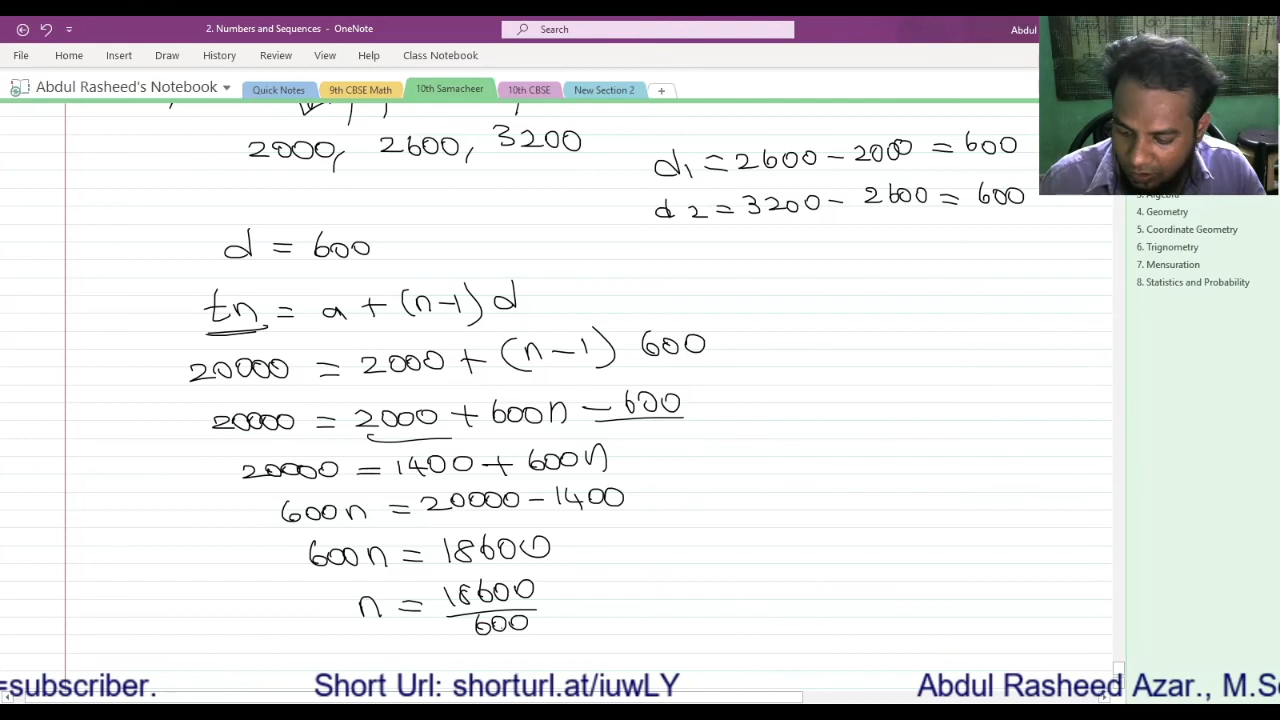 2. Numbers and Sequences - OneNote
Search
Abdul
File Home Insert Draw History Review View Help Class Notebook
Abdul Rasheed's Notebook
Quick Notes 9th CBSE Math 10th Samacheer 10th CBSE New Section 2
2000, 2600, 3200
d1 = 2600 - 2000 = 600
d2 = 3200 - 2600 = 600
4. Geometry
5. Coordinate Geometry
6. Trignometry
7. Mensuration
8. Statistics and Probability
d = 600
tn = a + (n-1) d
20000 = 2000 + (n-1) 600
20000 = 2000 + 600n - 600
20000 = 1400 + 600n
600n = 20000 - 1400
600n = 18600
n = 18600/600
=subscriber. Short Url: shorturl.at/iuwLY Abdul Rasheed Azar., M.Sc